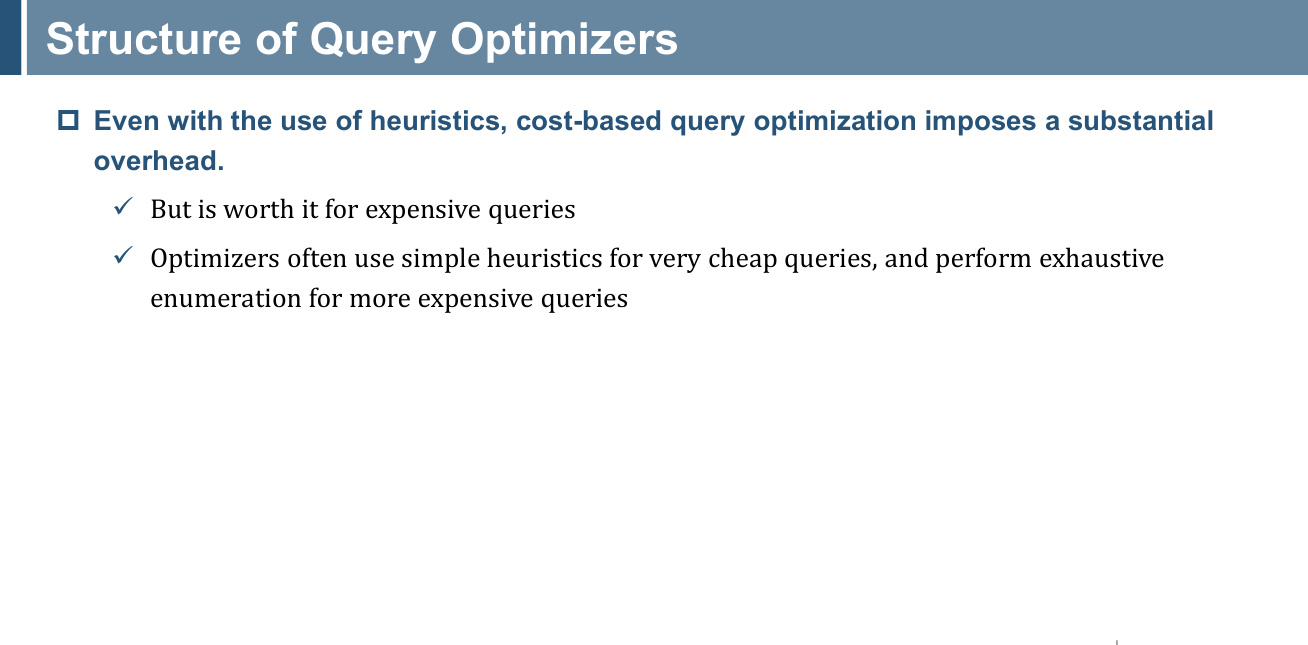 Structure of Query Optimizers
Even with the use of heuristics, cost-based query optimization imposes a substantial
overhead.
But is worth it for expensive queries
Optimizers often use simple heuristics for very cheap queries, and perform exhaustive
enumeration for more expensive queries